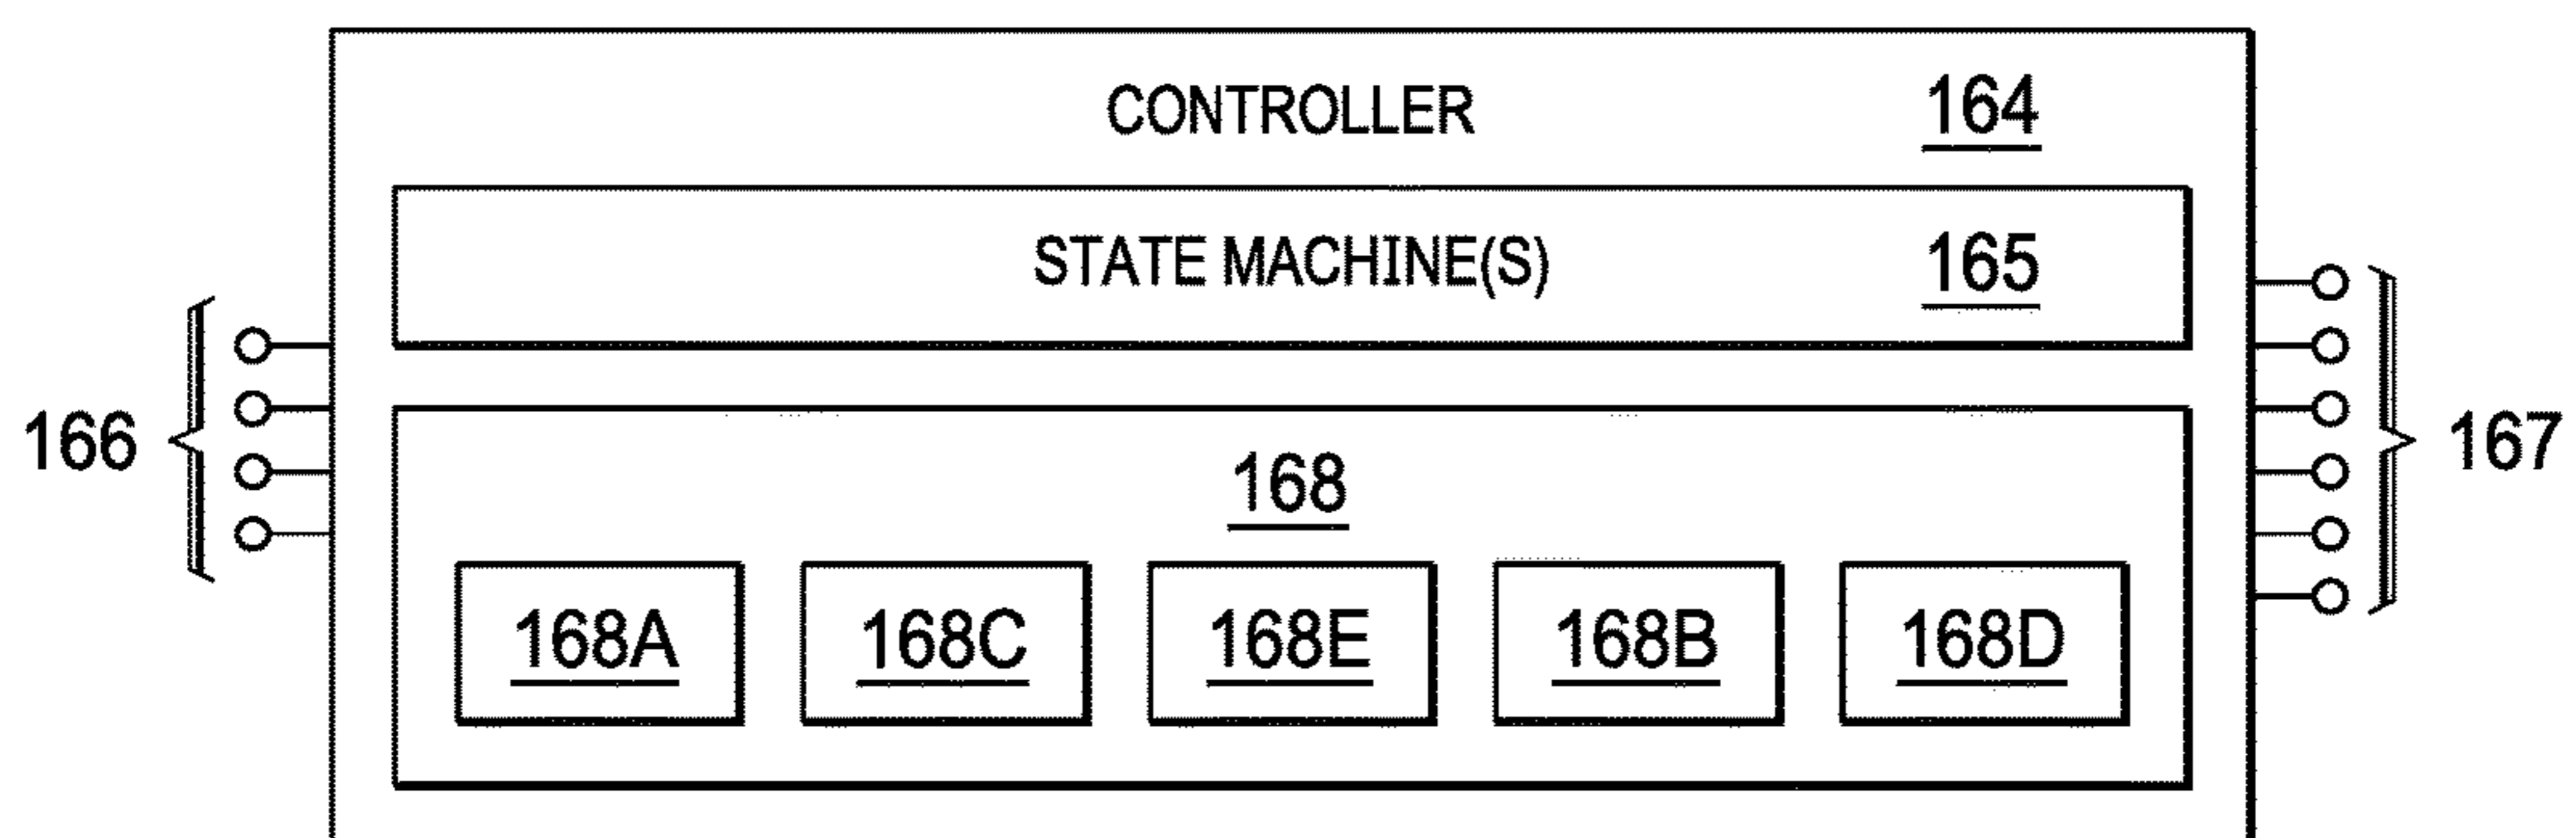 CONTROLLER 164
STATE MACHINE(S) 165
166
167
168
168A 168C 168E 168B 168D